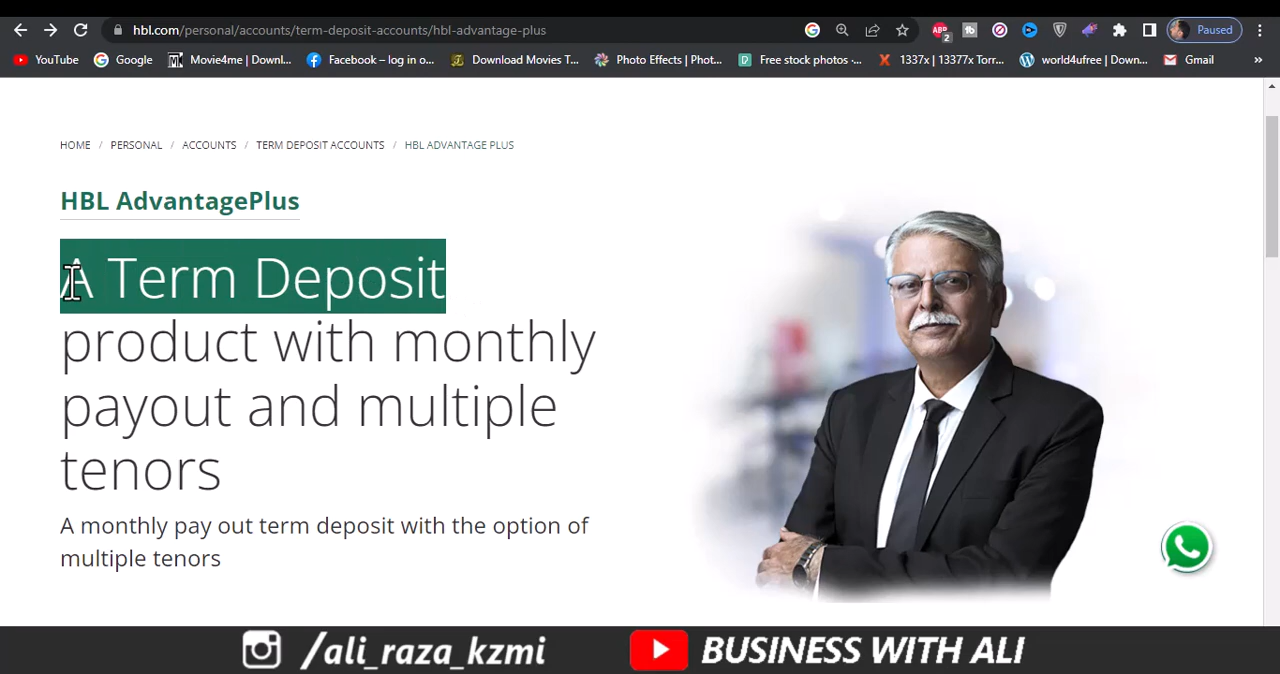 hbl.com/personal/accounts/term-deposit-accounts/hbl-advantage-plus
ABP
2
Paused
YouTube
Google
Movie4me | Downl...
Facebook – log in o...
Download Movies T...
Photo Effects | Phot...
Free stock photos -...
1337x | 13377x Torr...
world4ufree | Down...
Gmail
»
HOME / PERSONAL / ACCOUNTS / TERM DEPOSIT ACCOUNTS / HBL ADVANTAGE PLUS
HBL AdvantagePlus
A Term Deposit
product with monthly
payout and multiple
tenors
A monthly pay out term deposit with the option of
multiple tenors
/ali_raza_kzmi
BUSINESS WITH ALI